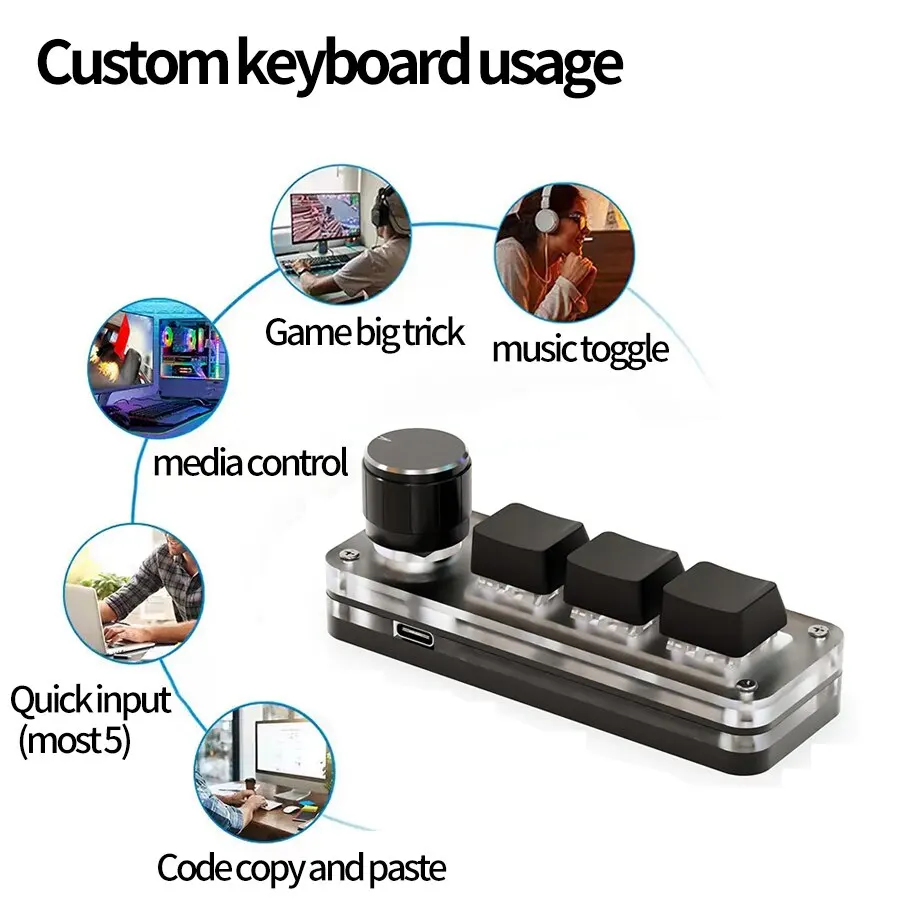 Custom keyboard usage
Game big trick
music toggle
media control
Quick input
(most 5)
Code copy and paste